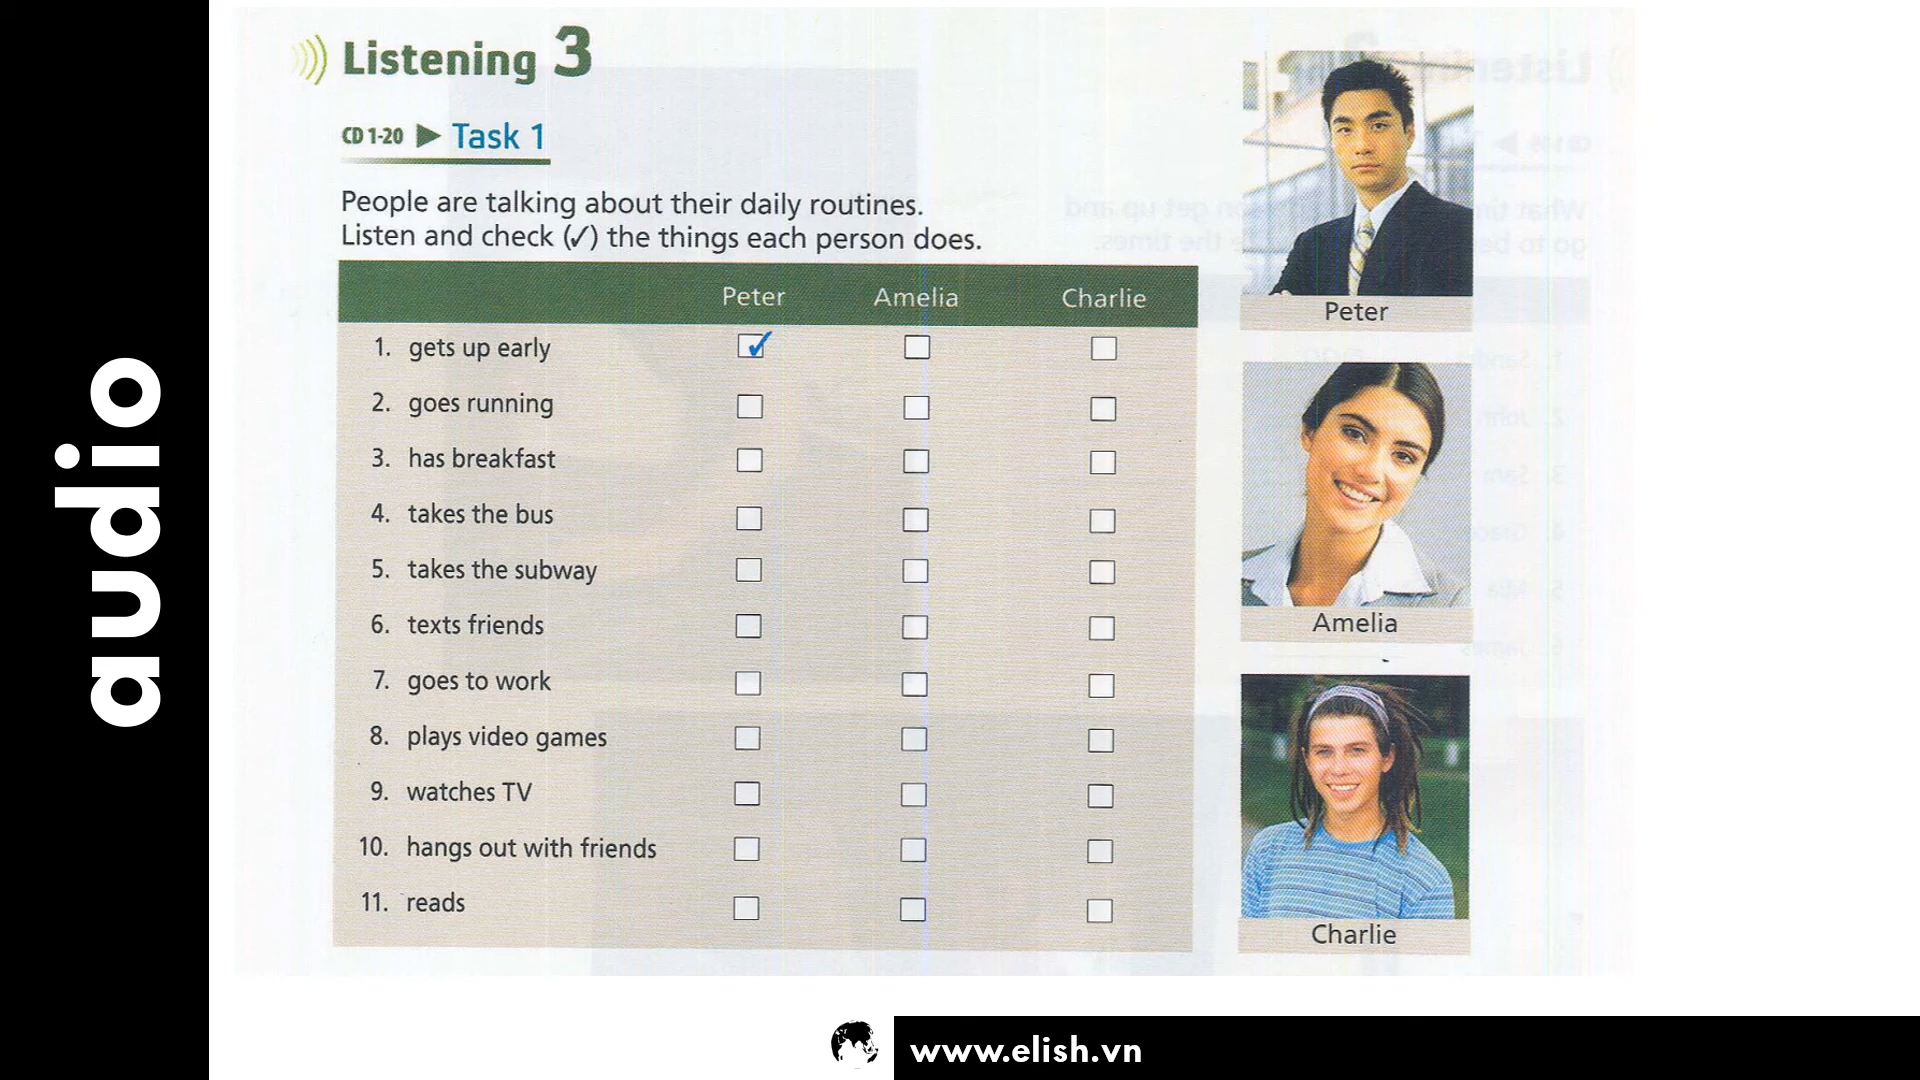 audio
Listening 3
CD 1-20 ▶ Task 1
People are talking about their daily routines.
Listen and check (✓) the things each person does.
Peter Amelia Charlie
1. gets up early ✓
2. goes running
3. has breakfast
4. takes the bus
5. takes the subway
6. texts friends
7. goes to work
8. plays video games
9. watches TV
10. hangs out with friends
11. reads
Peter
Amelia
Charlie
www.elish.vn